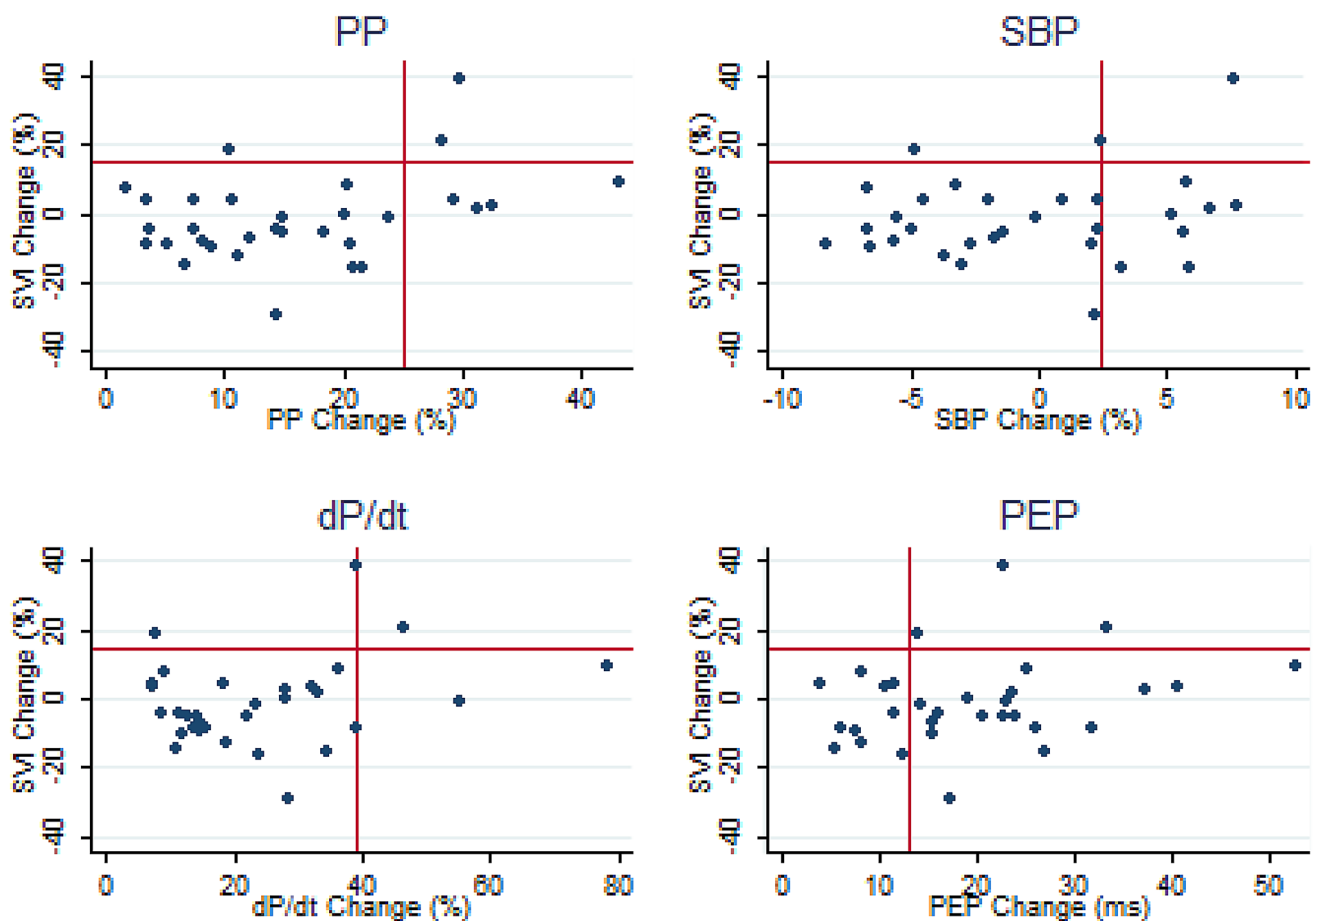 PP
SVI Change (%)
40
20
0
-20
-40
0 10 20 30 40
PP Change (%)
SBP
SVI Change (%)
40
20
0
-20
-40
-10 -5 0 5 10
SBP Change (%)
dP/dt
SVI Change (%)
40
20
0
-20
-40
0 20 40 60 80
dP/dt Change (%)
PEP
SVI Change (%)
40
20
0
-20
-40
0 10 20 30 40 50
PEP Change (ms)